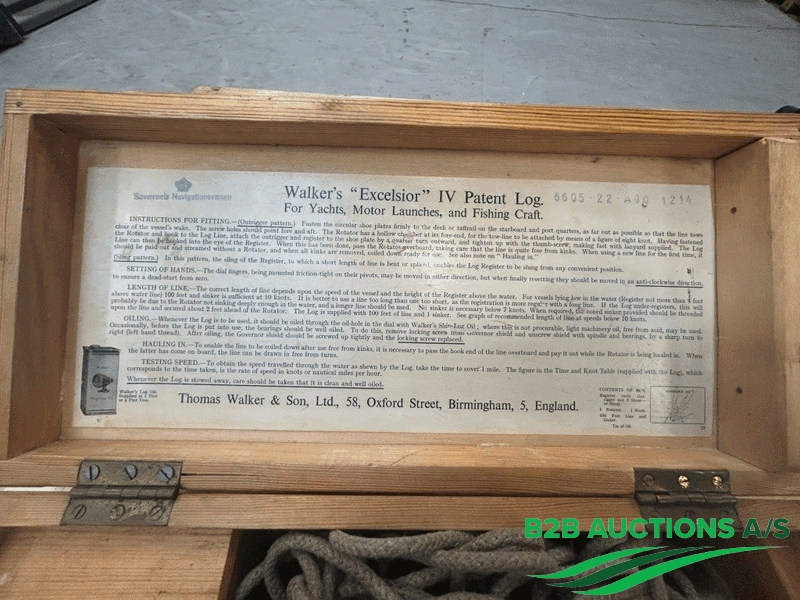 Søværnets Navigationsvæsen
Walker's "Excelsior" IV Patent Log.
6605-22-A00 1214
For Yachts, Motor Launches, and Fishing Craft.
INSTRUCTIONS FOR FITTING.—(Outrigger pattern.) Fasten the circular shoe plates firmly to the deck or taffrail on the starboard and port quarters, as far out as possible so that the line tows
clear of the vessel's wake. The screw holes should point fore and aft. The Rotator has a hollow at its fore-end, for the tow-line to be attached by means of a figure of eight knot. Having fastened
the Rotator and hook to the Log Line, attach the outrigger and register to the shoe plate by a quarter turn outward, and tighten up with the thumb-screw, making fast with lanyard supplied. The Log
Line can then be hooked into the eye of the Register. When this has been done, pay out the line is quite free from kinks. When using a new line for the first time, it
should be paid out and streamed without a Rotator, and when all kinks are removed, coiled down ready for use. See also note on "Hauling in."
(Sling pattern.) In this pattern, the sling of the Register, to which a short length of line is bent or spliced, enables the Log Register to be slung from any convenient position.
SETTING OF HANDS.—The dial fingers, being mounted friction-tight on their pivots, may be moved in either direction, but when finally resetting they should be moved in an anti-clockwise direction,
to ensure a dead-start from zero.
LENGTH OF LINE.—The correct length of line depends upon the speed of the vessel and the height of the Register above the water. For vessels lying low in the water (Register not more than 4 feet
above water line) 100 feet and sinker is sufficient at 10 knots. It is better to use a line too long than one too short, as the registration is more regular with a long line. If the Log under-registers, this will
probably be due to the Rotator not sinking deeply enough in the water, and a longer line should be used. No sinker is necessary below 7 knots. When required, full sized sinker provided should be threaded
upon the line and secured about 2 feet ahead of the Rotator. The Log is supplied with 100 feet of line and 1 sinker. See graph of recommended length of line at speeds below 10 knots.
OILING.—Whenever the Log is to be used, it should be oiled through the oil-hole in the dial with Walker's Ship-Log Oil; where this is not procurable, light machinery oil, free from acid, may be used.
Occasionally, before the Log is put into use, the bearings should be well oiled. To do this, remove locking screw from Governor shield and unscrew shield with spindle and bearings, by a sharp turn to
right (left hand thread). After oiling, the Governor shield should be screwed up tightly and the locking screw replaced.
HAULING IN.—To enable the line to be coiled down after use free from kinks, it is necessary to pass the hook end of the line overboard and pay it out while the Rotator is being hauled in. When
the latter has come on board, the line can be drawn in free from turns.
TESTING SPEED.—To obtain the speed travelled through the water as shewn by the Log, take the time to cover 1 mile. The figure in the Time and Knot Table (supplied with the Log), which
corresponds to the time taken, is the rate of speed in knots or nautical miles per hour.
Whenever the Log is stowed away, care should be taken that it is clean and well oiled.
Walker's Log Oil.
Supplied in 1 Pint
or ½ Pint Tins.
Thomas Walker & Son, Ltd., 58, Oxford Street, Birmingham, 5, England.
CONTENTS OF BOX.
Tin of Oil.
B2B AUCTIONS A/S